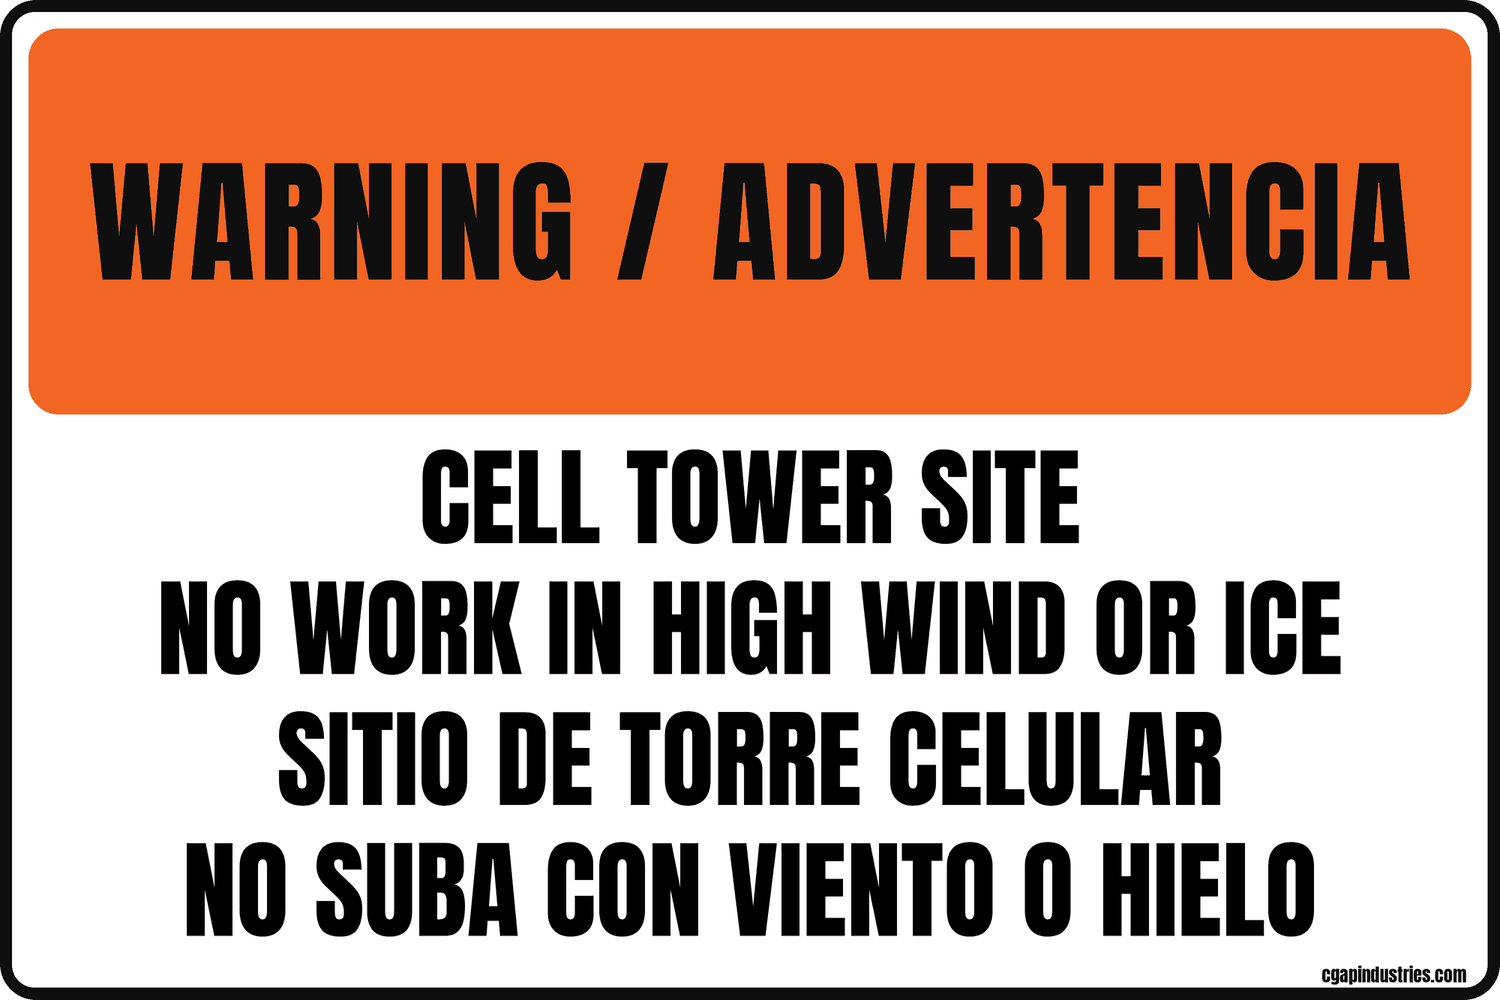 WARNING / ADVERTENCIA
CELL TOWER SITE
NO WORK IN HIGH WIND OR ICE
SITIO DE TORRE CELULAR
NO SUBA CON VIENTO O HIELO
cgapindustries.com